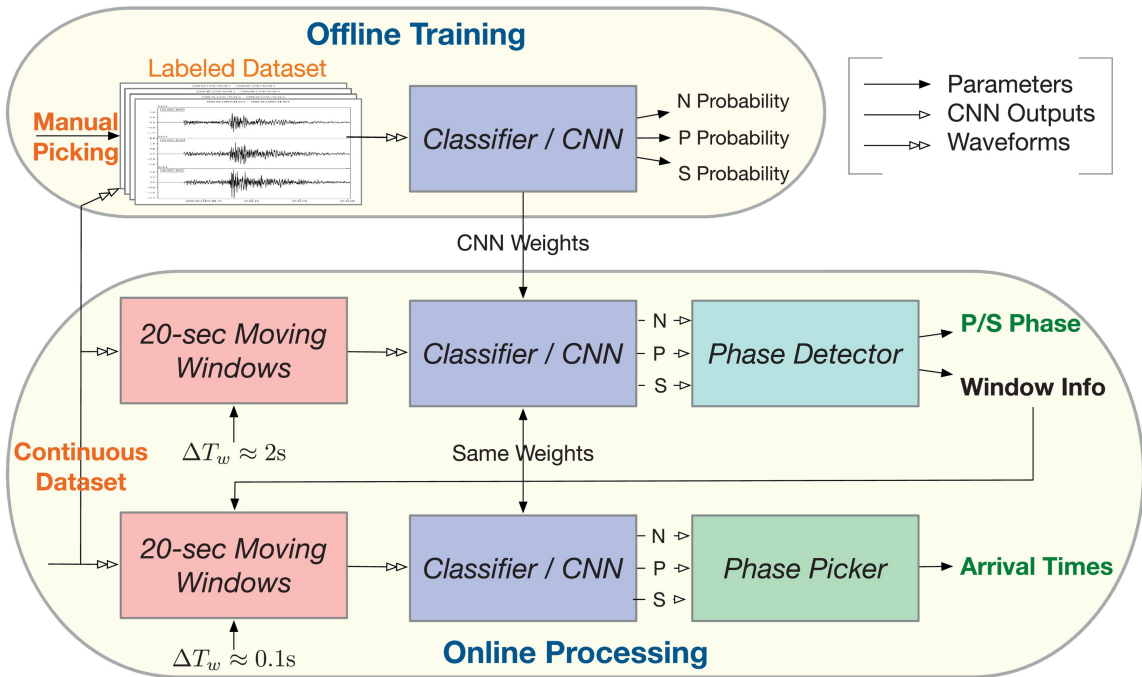 Offline Training
Labeled Dataset
Manual
Picking
Classifier / CNN
N Probability
P Probability
S Probability
Parameters
CNN Outputs
Waveforms
CNN Weights
20-sec Moving
Windows
Classifier / CNN
N
P
S
Phase Detector
P/S Phase
Window Info
ΔT_w ≈ 2s
Same Weights
Continuous
Dataset
20-sec Moving
Windows
Classifier / CNN
N
P
S
Phase Picker
Arrival Times
ΔT_w ≈ 0.1s
Online Processing